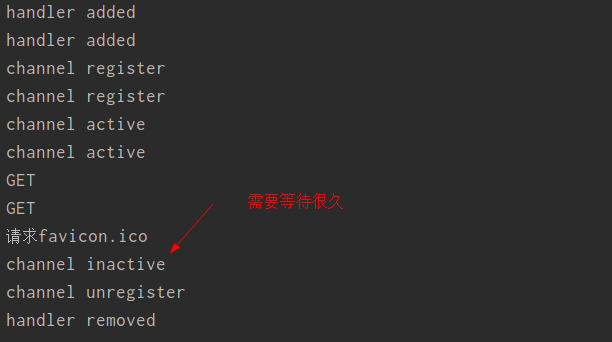 handler added
handler added
channel register
channel register
channel active
channel active
GET
GET
需要等待很久
请求favicon.ico
channel inactive
channel unregister
handler removed